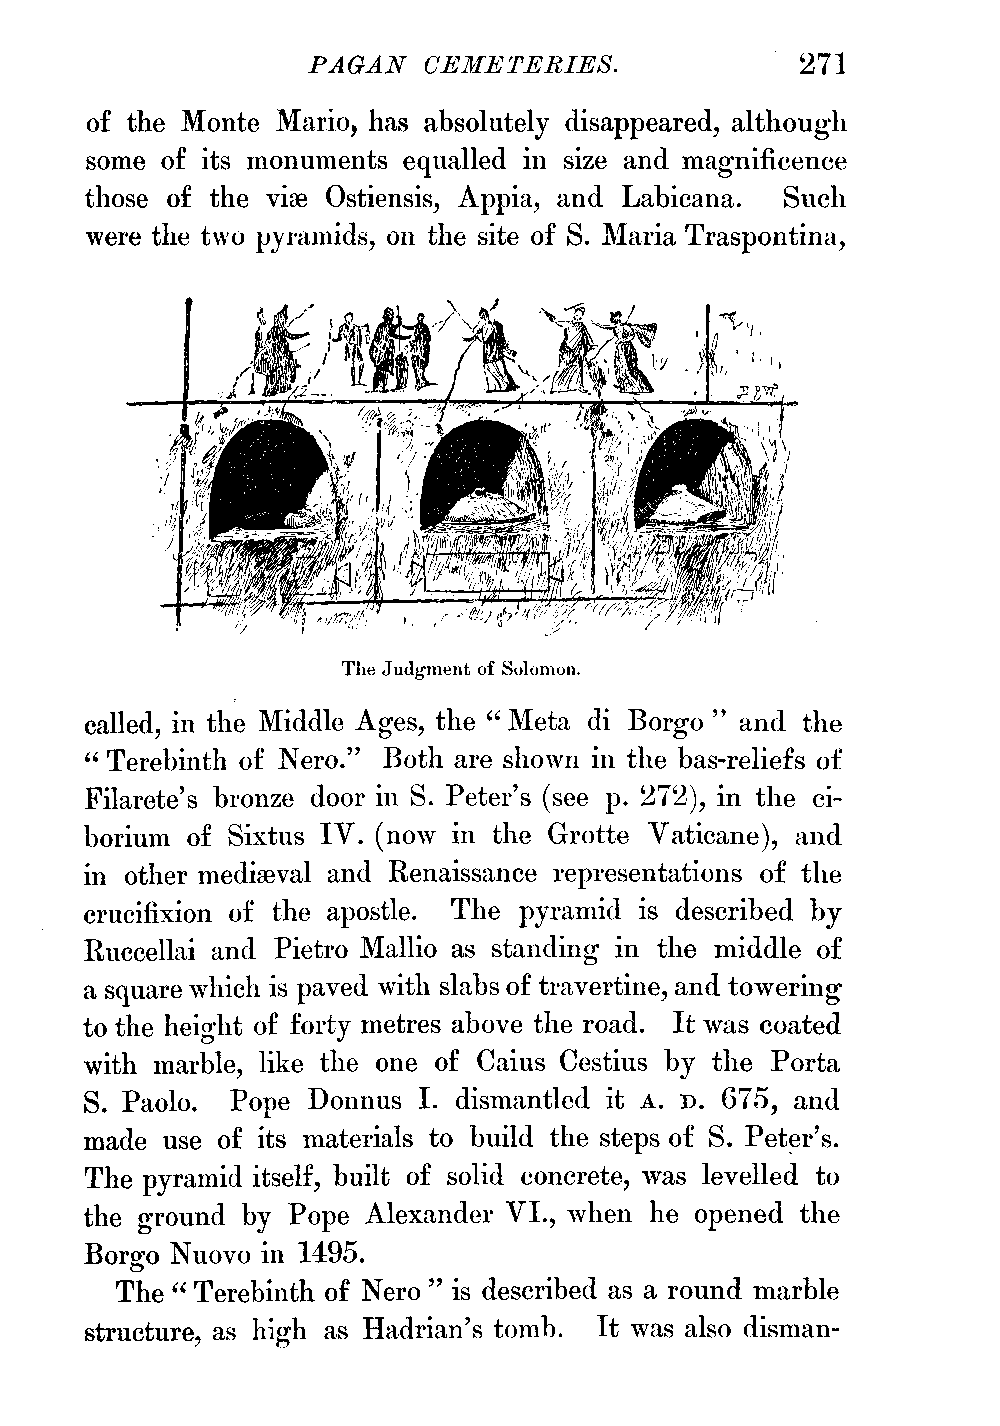 PAGAN CEMETERIES. 271
of the Monte Mario, has absolutely disappeared, although
some of its monuments equalled in size and magnificence
those of the viæ Ostiensis, Appia, and Labicana. Such
were the two pyramids, on the site of S. Maria Traspontina,
The Judgment of Solomon.
called, in the Middle Ages, the “ Meta di Borgo ” and the
“ Terebinth of Nero.” Both are shown in the bas-reliefs of
Filarete’s bronze door in S. Peter’s (see p. 272), in the ci-
borium of Sixtus IV. (now in the Grotte Vaticane), and
in other mediæval and Renaissance representations of the
crucifixion of the apostle. The pyramid is described by
Ruccellai and Pietro Mallio as standing in the middle of
a square which is paved with slabs of travertine, and towering
to the height of forty metres above the road. It was coated
with marble, like the one of Caius Cestius by the Porta
S. Paolo. Pope Donnus I. dismantled it A. D. 675, and
made use of its materials to build the steps of S. Peter’s.
The pyramid itself, built of solid concrete, was levelled to
the ground by Pope Alexander VI., when he opened the
Borgo Nuovo in 1495.
The “ Terebinth of Nero ” is described as a round marble
structure, as high as Hadrian’s tomb. It was also disman-